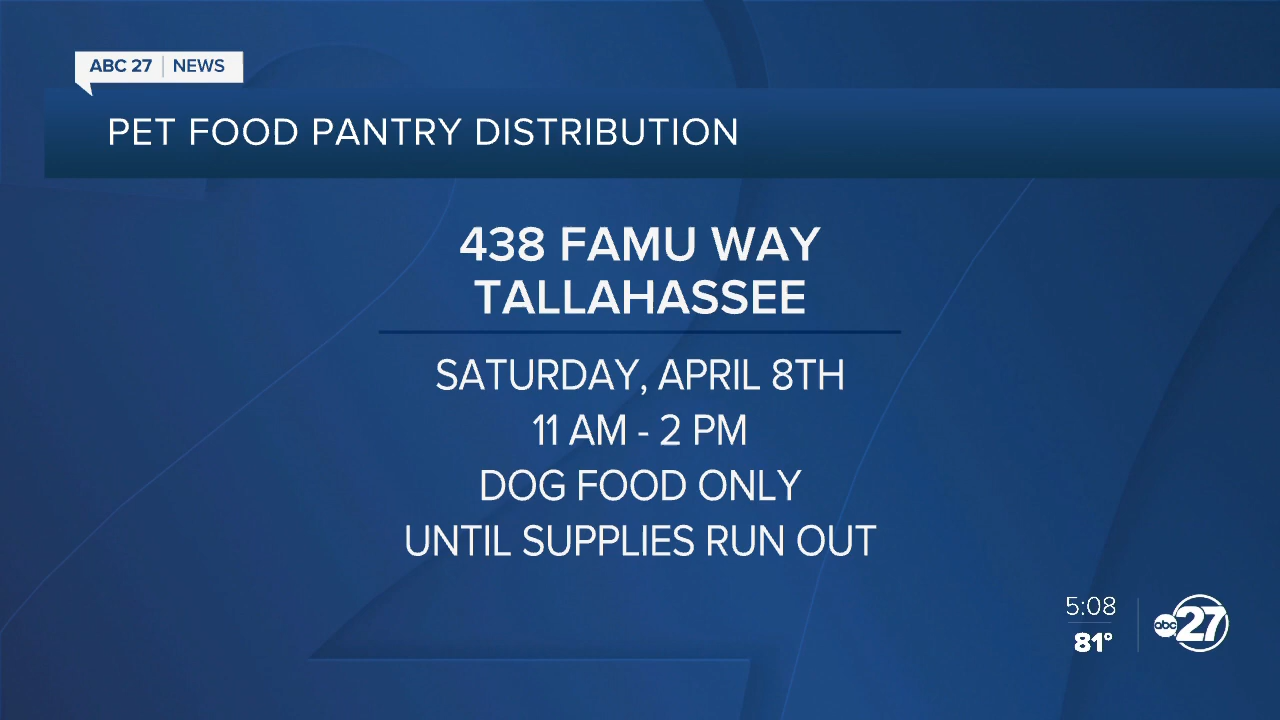 ABC 27 | NEWS
PET FOOD PANTRY DISTRIBUTION
438 FAMU WAY
TALLAHASSEE
SATURDAY, APRIL 8TH
11 AM - 2 PM
DOG FOOD ONLY
UNTIL SUPPLIES RUN OUT
5:08
81°
abc 27